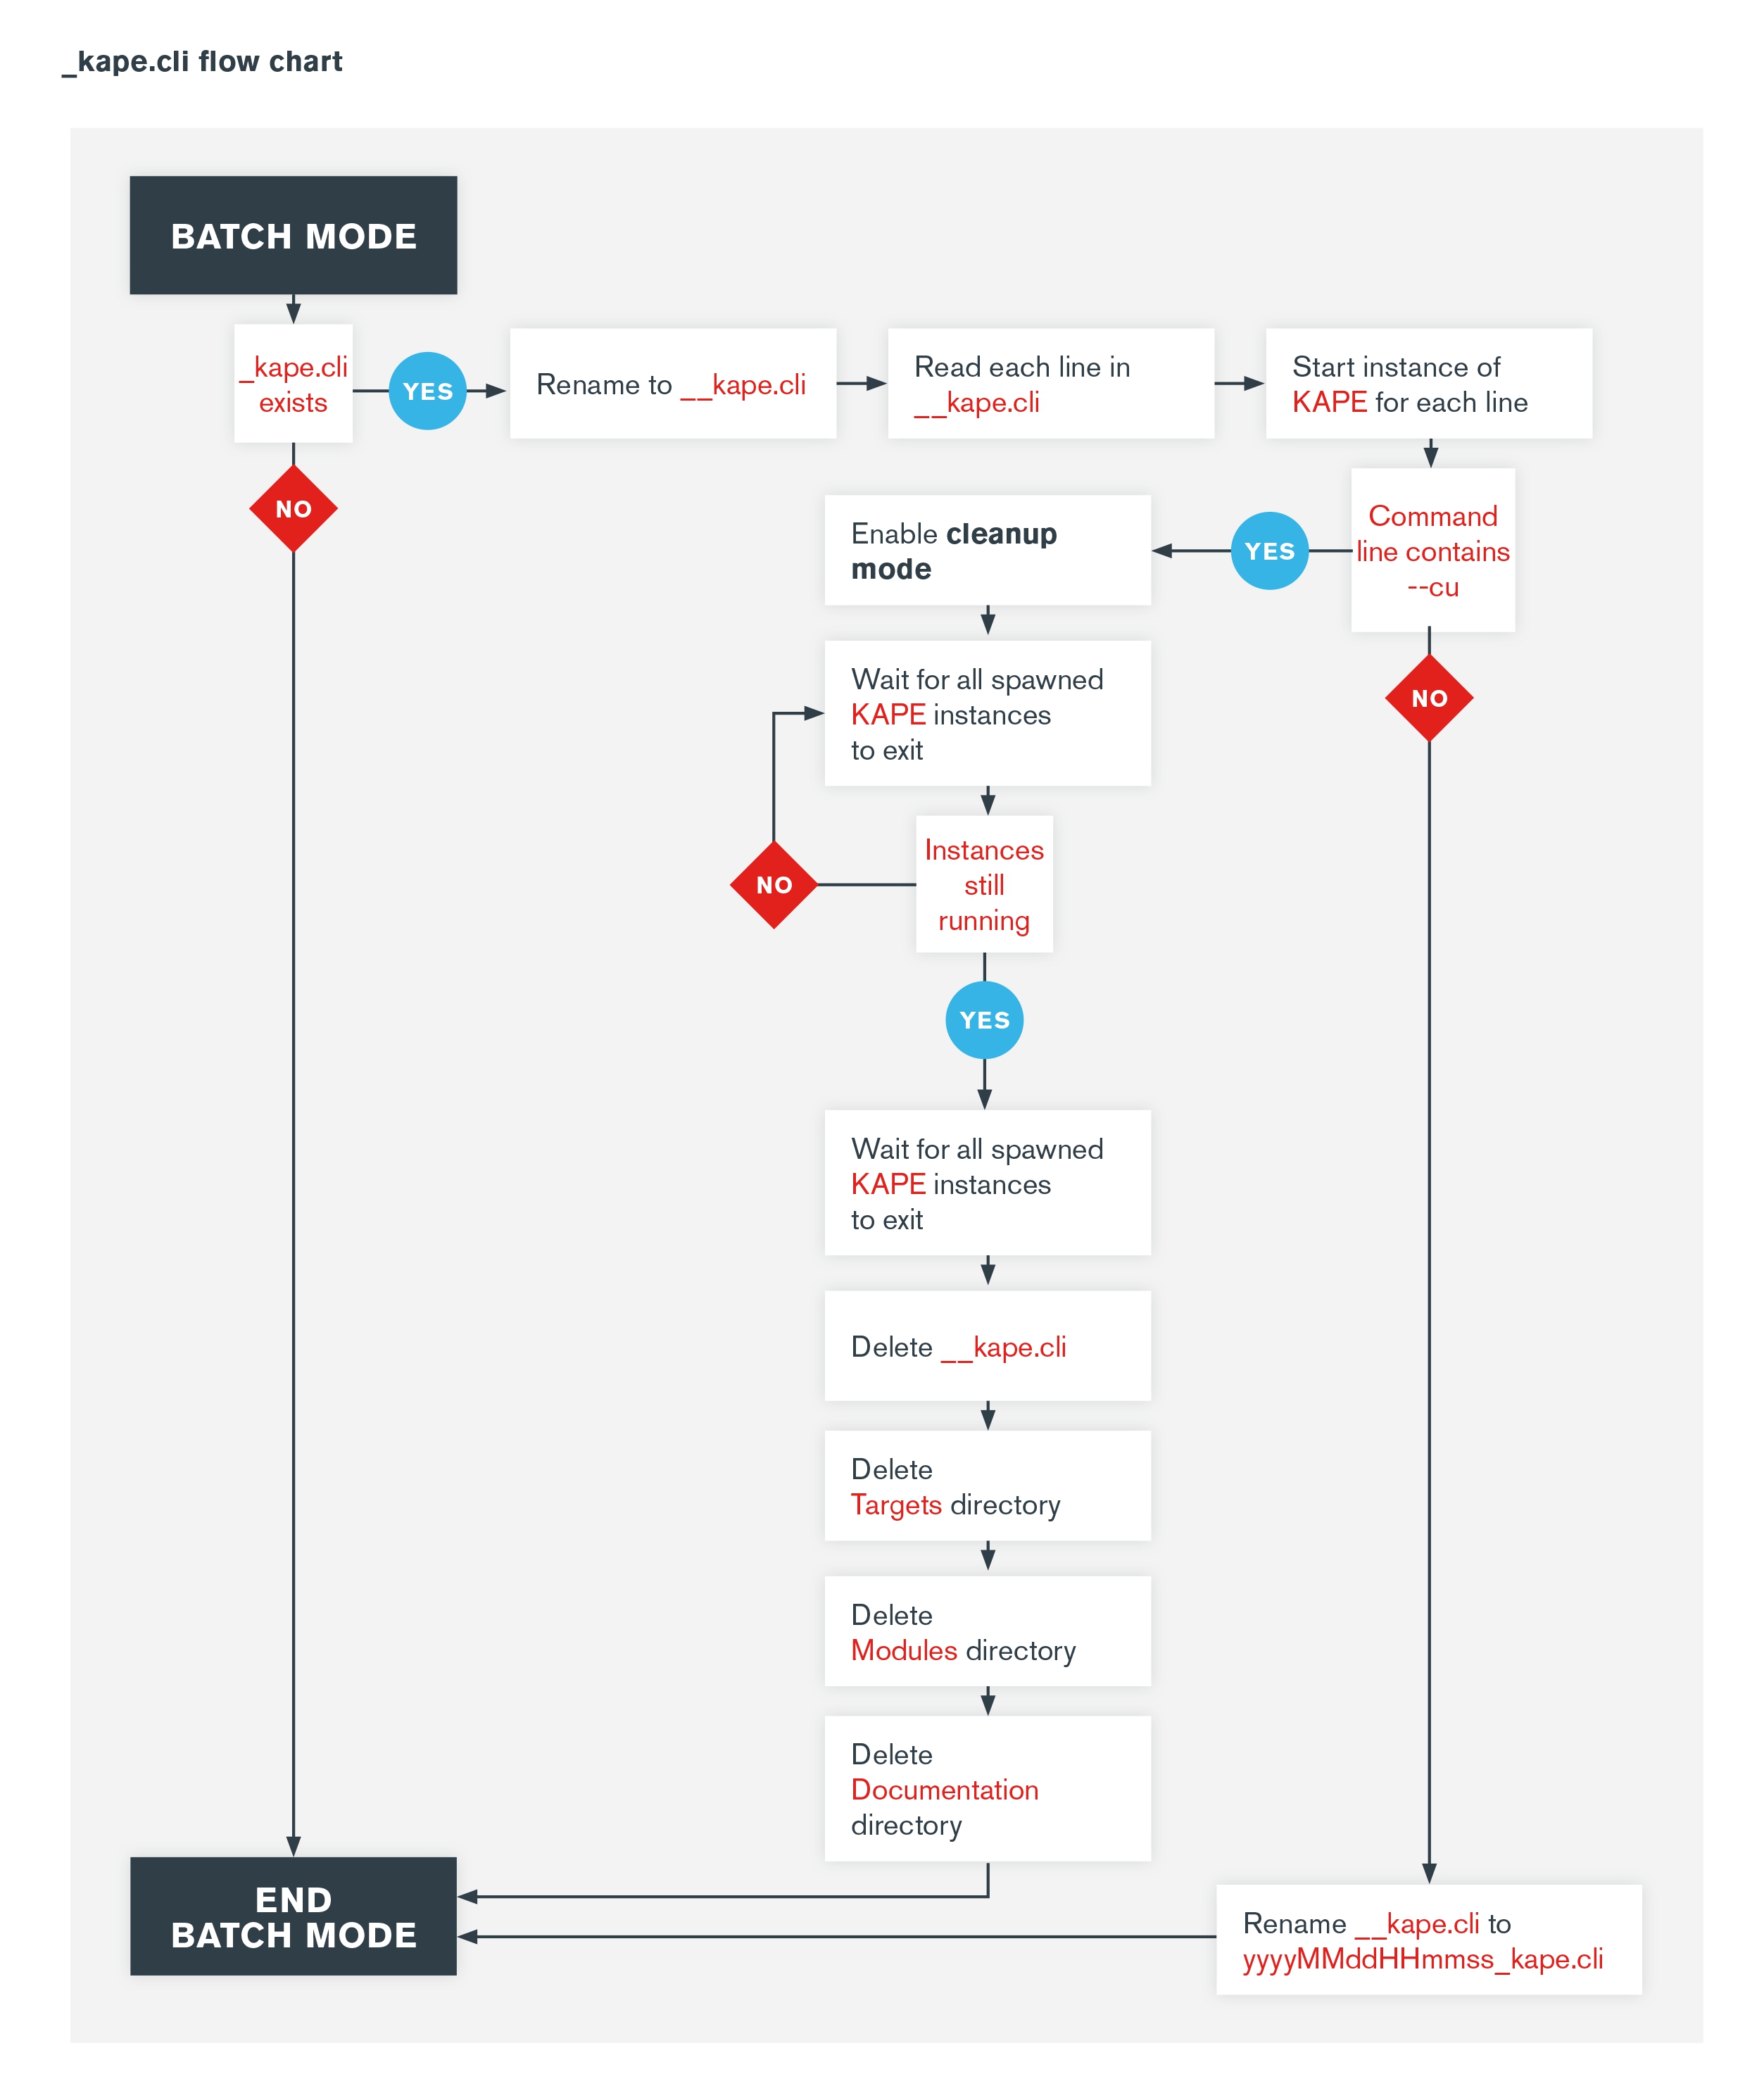 _kape.cli flow chart
BATCH MODE
_kape.cli
exists
YES
Rename to __kape.cli
Read each line in
__kape.cli
Start instance of
KAPE for each line
NO
Command
line contains
--cu
YES
Enable cleanup
mode
NO
Wait for all spawned
KAPE instances
to exit
Instances
still
running
NO
YES
Wait for all spawned
KAPE instances
to exit
Delete __kape.cli
Delete
Targets directory
Delete
Modules directory
Delete
Documentation
directory
END
BATCH MODE
Rename __kape.cli to
yyyyMMddHHmmss_kape.cli